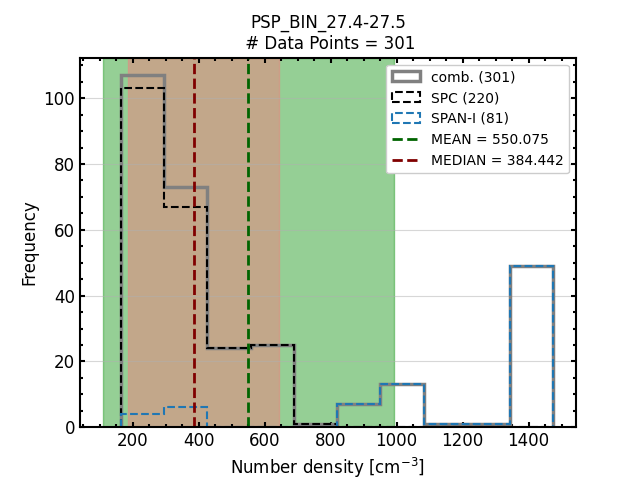 PSP_BIN_27.4-27.5
# Data Points = 301
comb. (301)
SPC (220)
SPAN-I (81)
MEAN = 550.075
MEDIAN = 384.442
Frequency
100
80
60
40
20
0
200 400 600 800 1000 1200 1400
Number density [cm⁻³]